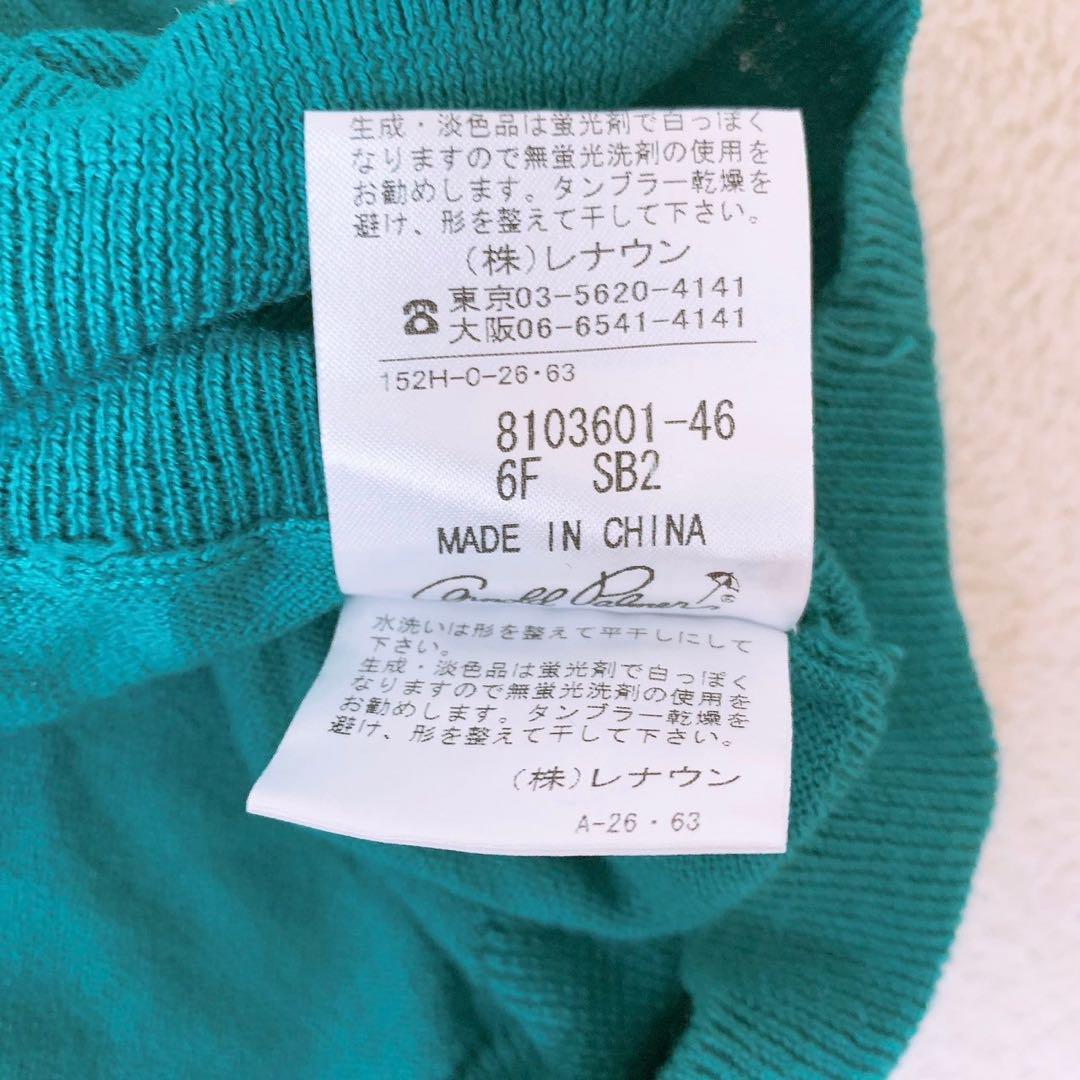 生成・淡色品は蛍光剤で白っぽく
なりますので無蛍光洗剤の使用を
お勧めします。タンブラー乾燥を
避け、形を整えて干して下さい。
(株)レナウン
☎東京03-5620-4141
大阪06-6541-4141
152H-0-26・63
8103601-46
6F SB2
MADE IN CHINA
Arnold Palmer's ®
水洗いは形を整えて平干しにして
下さい。
生成・淡色品は蛍光剤で白っぽく
なりますので無蛍光洗剤の使用を
お勧めします。タンブラー乾燥を
避け、形を整えて干して下さい。
(株)レナウン
A-26・63